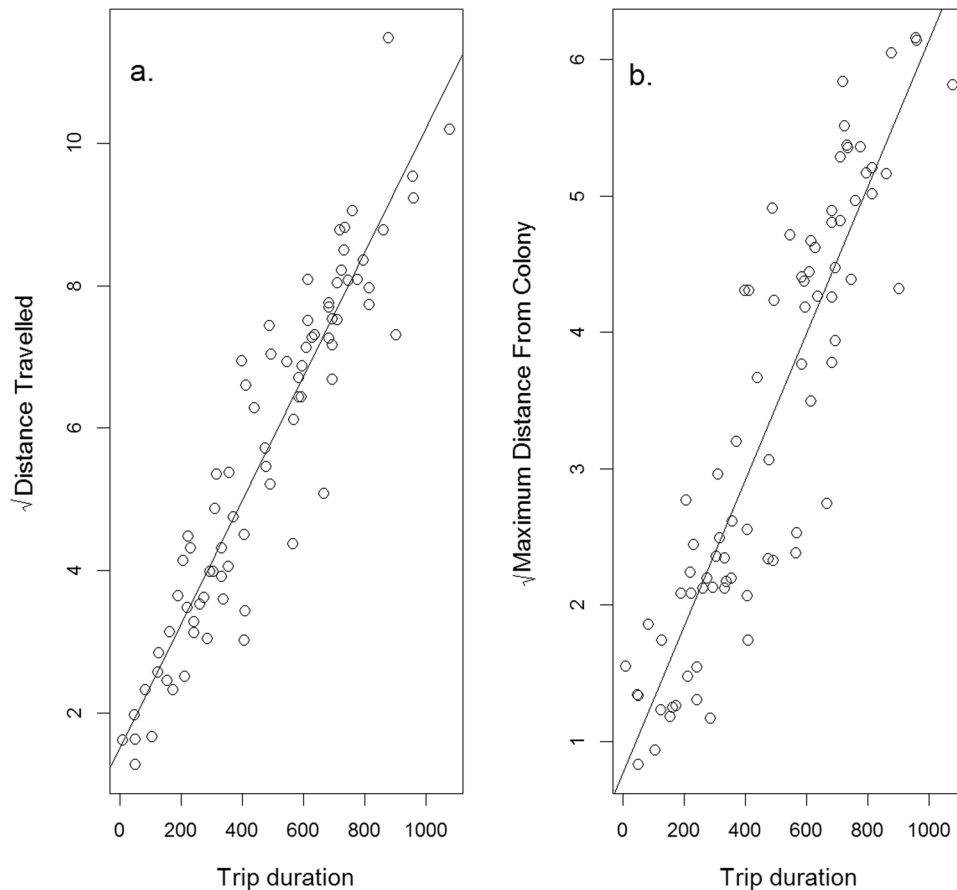 a.
√Distance Travelled
10
8
6
4
2
0 200 400 600 800 1000
Trip duration
b.
√Maximum Distance From Colony
6
5
4
3
2
1
0 200 400 600 800 1000
Trip duration